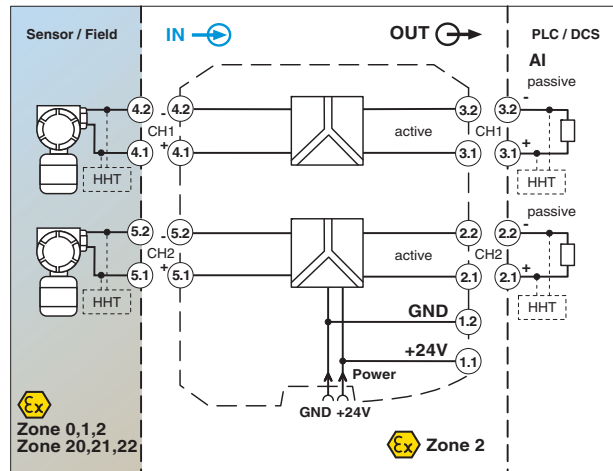 Sensor / Field
IN
OUT
PLC / DCS
AI
passive
4.2
4.2
3.2
3.2
-
-
CH1
active
CH1
4.1
+
4.1
3.1
3.1
+
HHT
HHT
passive
5.2
5.2
2.2
2.2
-
-
CH2
active
CH2
5.1
+
5.1
2.1
2.1
+
HHT
HHT
GND
1.2
+24V
1.1
Power
GND +24V
Ex
Zone 0,1,2
Zone 20,21,22
Ex Zone 2